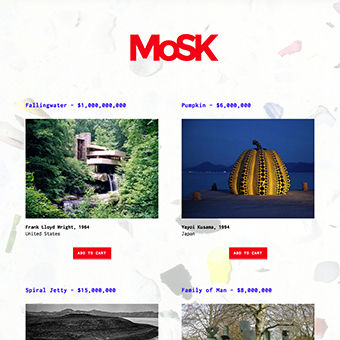 MoSK
Fallingwater – $1,000,000,000
Pumpkin – $6,000,000
Frank Lloyd Wright, 1964
United States
Yayoi Kusama, 1994
Japan
ADD TO CART
ADD TO CART
Spiral Jetty – $15,000,000
Family of Man – $8,000,000